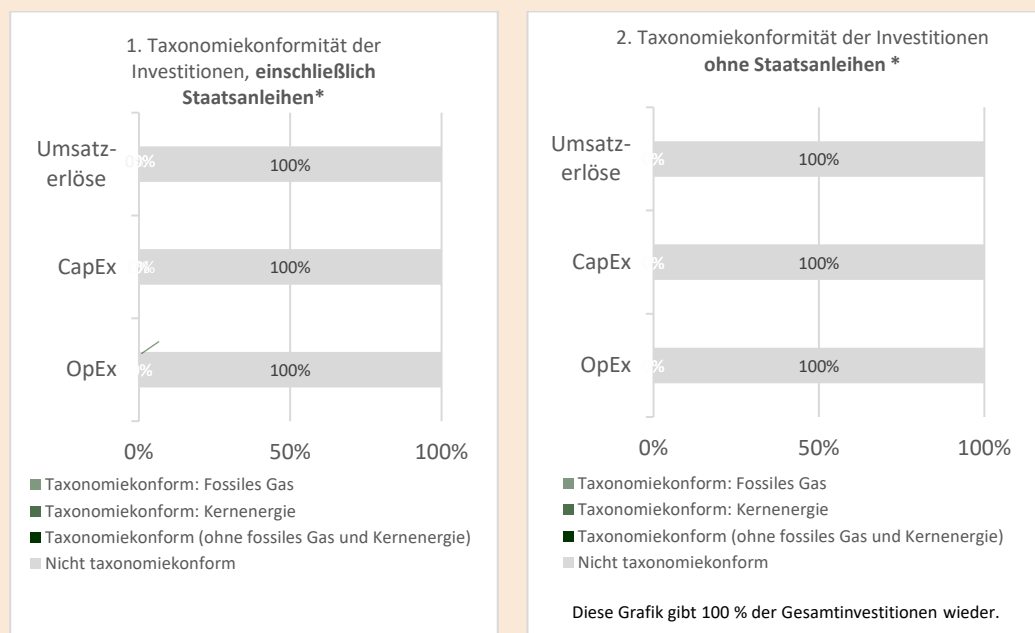 1. Taxonomiekonformität der
Investitionen, einschließlich
Staatsanleihen*
Umsatz-
erlöse
100%
CapEx
100%
OpEx
100%
0%
50%
100%
Taxonomiekonform: Fossiles Gas
Taxonomiekonform: Kernenergie
Taxonomiekonform (ohne fossiles Gas und Kernenergie)
Nicht taxonomiekonform
2. Taxonomiekonformität der Investitionen
ohne Staatsanleihen *
Umsatz-
erlöse
100%
CapEx
100%
OpEx
100%
0%
50%
100%
Taxonomiekonform: Fossiles Gas
Taxonomiekonform: Kernenergie
Taxonomiekonform (ohne fossiles Gas und Kernenergie)
Nicht taxonomiekonform
Diese Grafik gibt 100 % der Gesamtinvestitionen wieder.